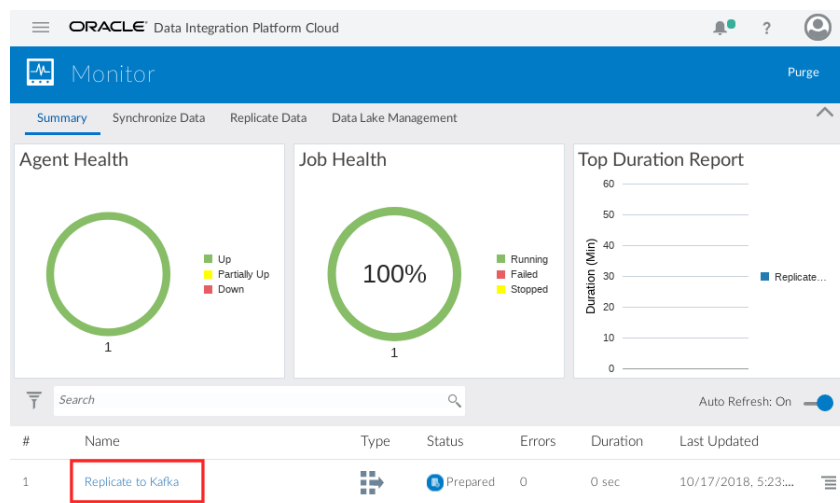 ORACLE Data Integration Platform Cloud
?
Monitor
Purge
Summary Synchronize Data Replicate Data Data Lake Management
Agent Health
Up
Partially Up
Down
1
Job Health
100%
Running
Failed
Stopped
1
Top Duration Report
Duration (Min)
60
50
40
30
20
10
0
Replicate...
Search
Auto Refresh: On
# Name Type Status Errors Duration Last Updated
1 Replicate to Kafka Prepared 0 0 sec 10/17/2018, 5:23:...